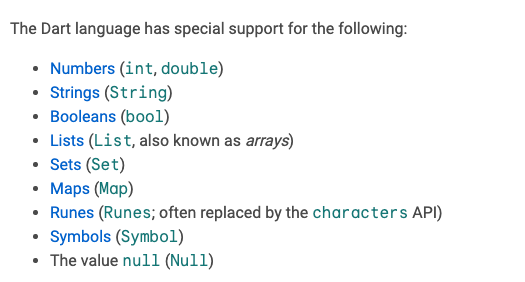 The Dart language has special support for the following:
• Numbers (int, double)
• Strings (String)
• Booleans (bool)
• Lists (List, also known as arrays)
• Sets (Set)
• Maps (Map)
• Runes (Runes; often replaced by the characters API)
• Symbols (Symbol)
• The value null (Null)